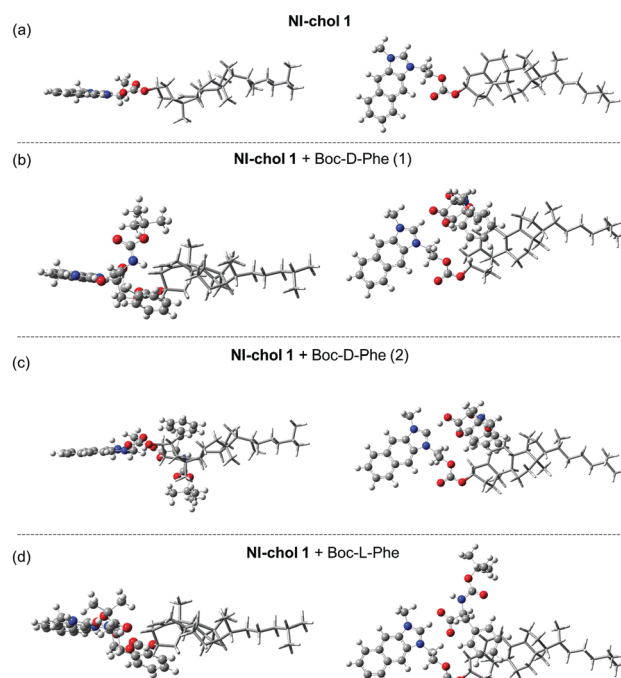 (a) NI-chol 1
(b) NI-chol 1 + Boc-D-Phe (1)
(c) NI-chol 1 + Boc-D-Phe (2)
(d) NI-chol 1 + Boc-L-Phe